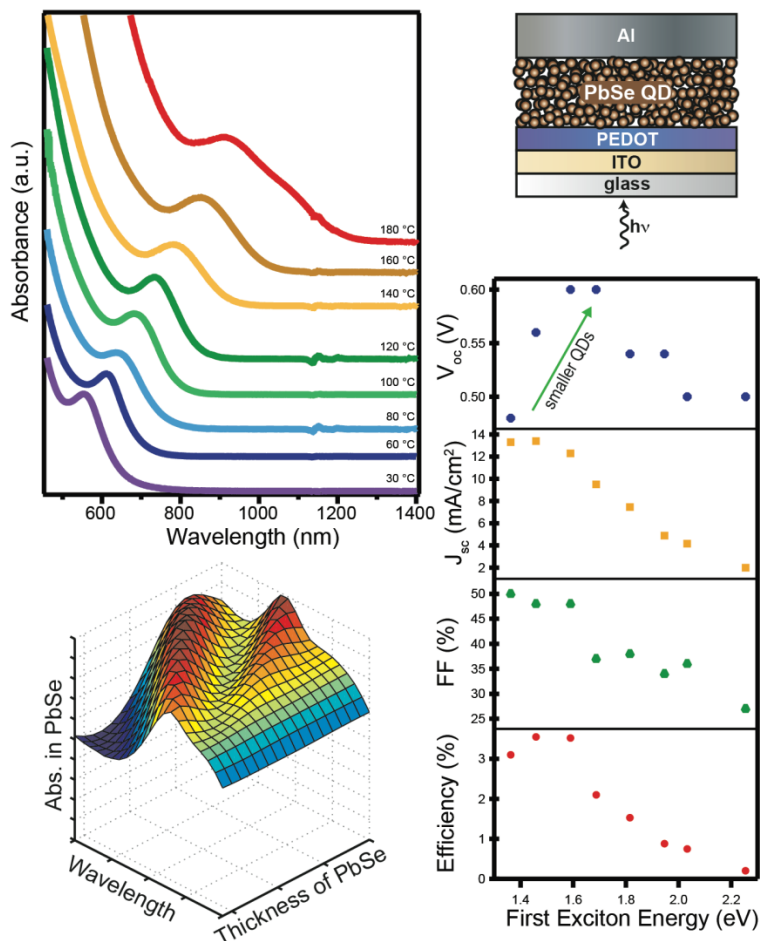 Absorbance (a.u.)
180 °C
160 °C
140 °C
120 °C
100 °C
80 °C
60 °C
30 °C
600
800
1000
1200
1400
Wavelength (nm)
Al
PbSe QD
PEDOT
ITO
glass
hν
Abs. in PbSe
Wavelength
Thickness of PbSe
Voc (V)
0.60
0.55
0.50
smaller QDs
Jsc (mA/cm²)
14
12
10
8
6
4
2
FF (%)
50
45
40
35
30
25
Efficiency (%)
3
2
1
0
1.4
1.6
1.8
2.0
2.2
First Exciton Energy (eV)